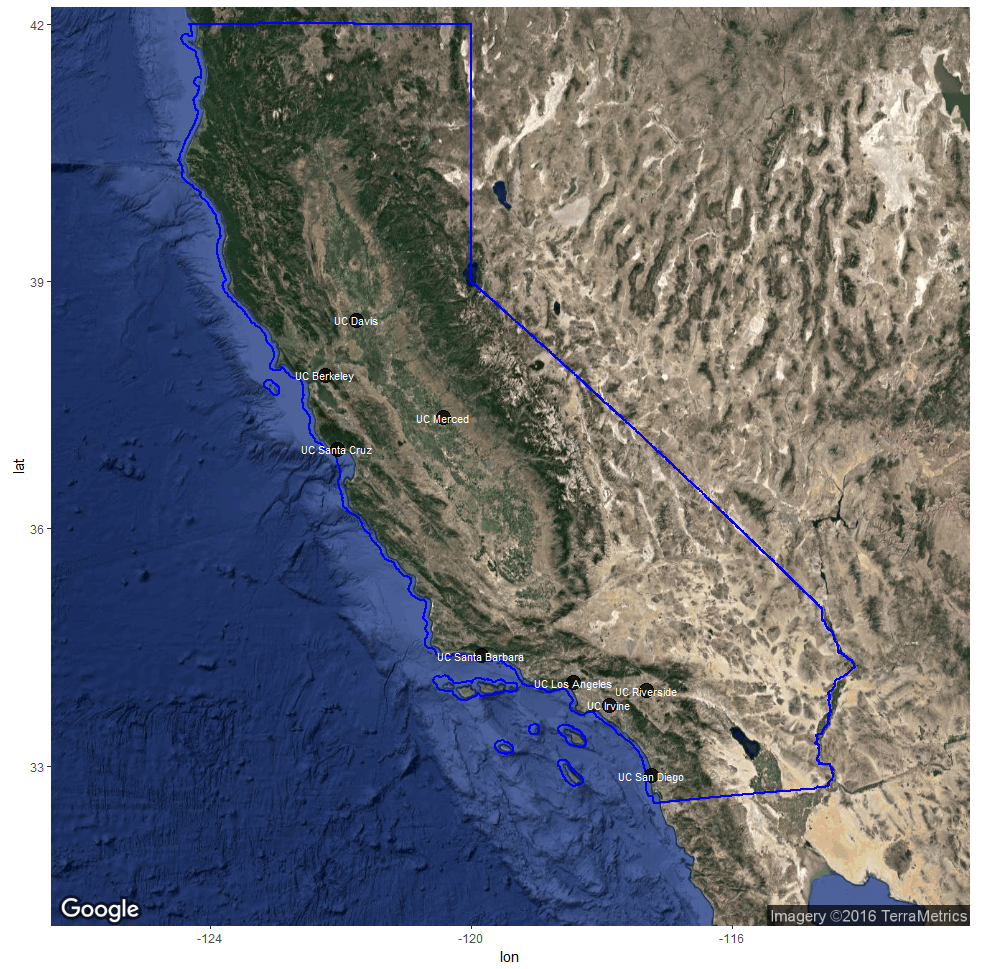 42
39
36
33
lat
UC Davis
UC Berkeley
UC Merced
UC Santa Cruz
UC Santa Barbara
UC Los Angeles
UC Riverside
UC Irvine
UC San Diego
Google
Imagery ©2016 TerraMetrics
-124
-120
-116
lon